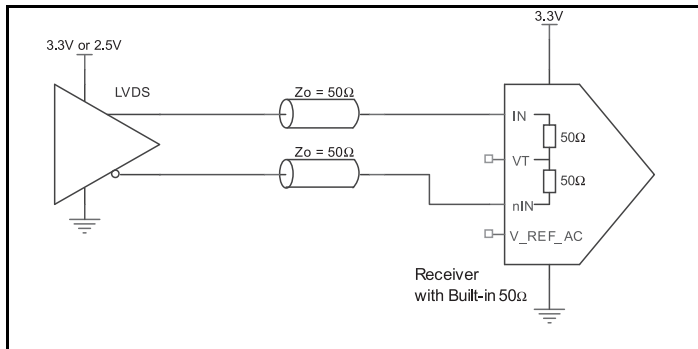 3.3V
3.3V or 2.5V
LVDS
Zo = 50Ω
IN
50Ω
Zo = 50Ω
VT
50Ω
nIN
V_REF_AC
Receiver
with Built-in 50Ω